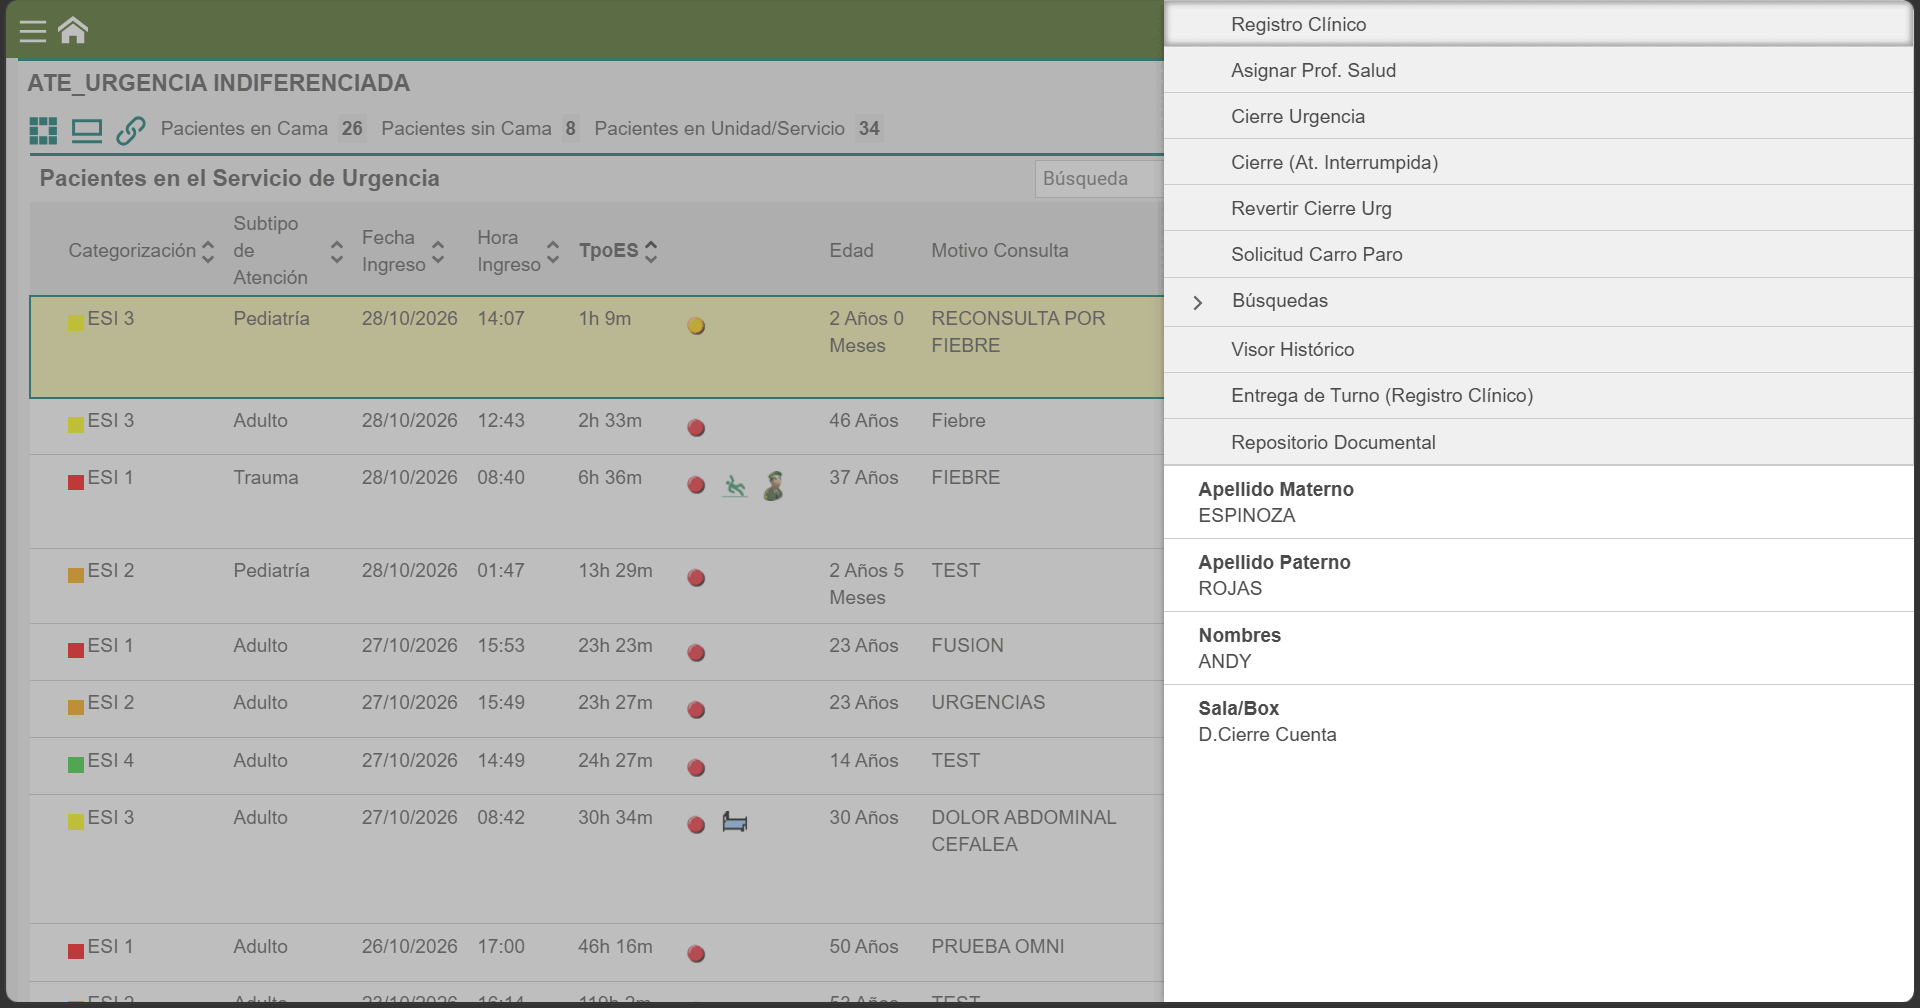 ATE_URGENCIA INDIFERENCIADA
Pacientes en Cama 26 Pacientes sin Cama 8 Pacientes en Unidad/Servicio 34
Pacientes en el Servicio de Urgencia Búsqueda
Categorización Subtipo de Atención Fecha Ingreso Hora Ingreso TpoES Edad Motivo Consulta
ESI 3 Pediatría 28/10/2026 14:07 1h 9m 2 Años 0 Meses RECONSULTA POR FIEBRE
ESI 3 Adulto 28/10/2026 12:43 2h 33m 46 Años Fiebre
ESI 1 Trauma 28/10/2026 08:40 6h 36m 37 Años FIEBRE
ESI 2 Pediatría 28/10/2026 01:47 13h 29m 2 Años 5 Meses TEST
ESI 1 Adulto 27/10/2026 15:53 23h 23m 23 Años FUSION
ESI 2 Adulto 27/10/2026 15:49 23h 27m 23 Años URGENCIAS
ESI 4 Adulto 27/10/2026 14:49 24h 27m 14 Años TEST
ESI 3 Adulto 27/10/2026 08:42 30h 34m 30 Años DOLOR ABDOMINAL CEFALEA
ESI 1 Adulto 26/10/2026 17:00 46h 16m 50 Años PRUEBA OMNI
Registro Clínico
Asignar Prof. Salud
Cierre Urgencia
Cierre (At. Interrumpida)
Revertir Cierre Urg
Solicitud Carro Paro
Búsquedas
Visor Histórico
Entrega de Turno (Registro Clínico)
Repositorio Documental
Apellido Materno
ESPINOZA
Apellido Paterno
ROJAS
Nombres
ANDY
Sala/Box
D.Cierre Cuenta